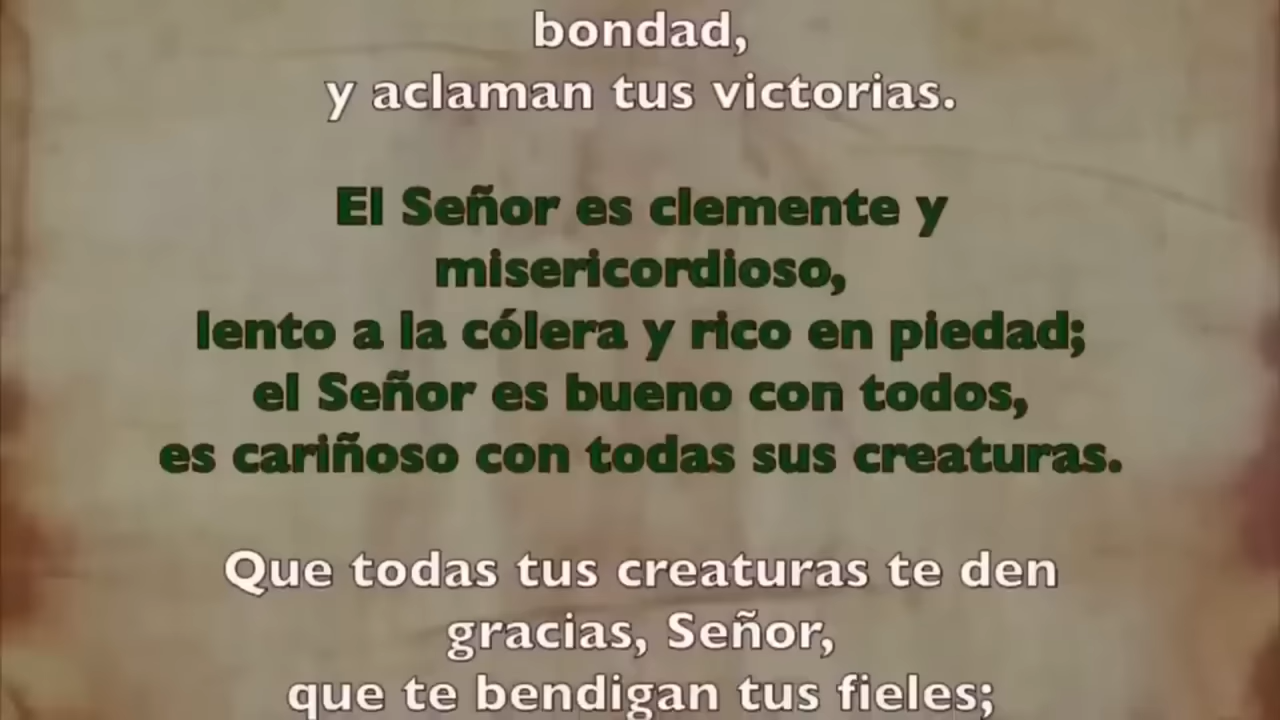 bondad,
y aclaman tus victorias.
El Señor es clemente y
misericordioso,
lento a la cólera y rico en piedad;
el Señor es bueno con todos,
es cariñoso con todas sus creaturas.
Que todas tus creaturas te den
gracias, Señor,
que te bendigan tus fieles;